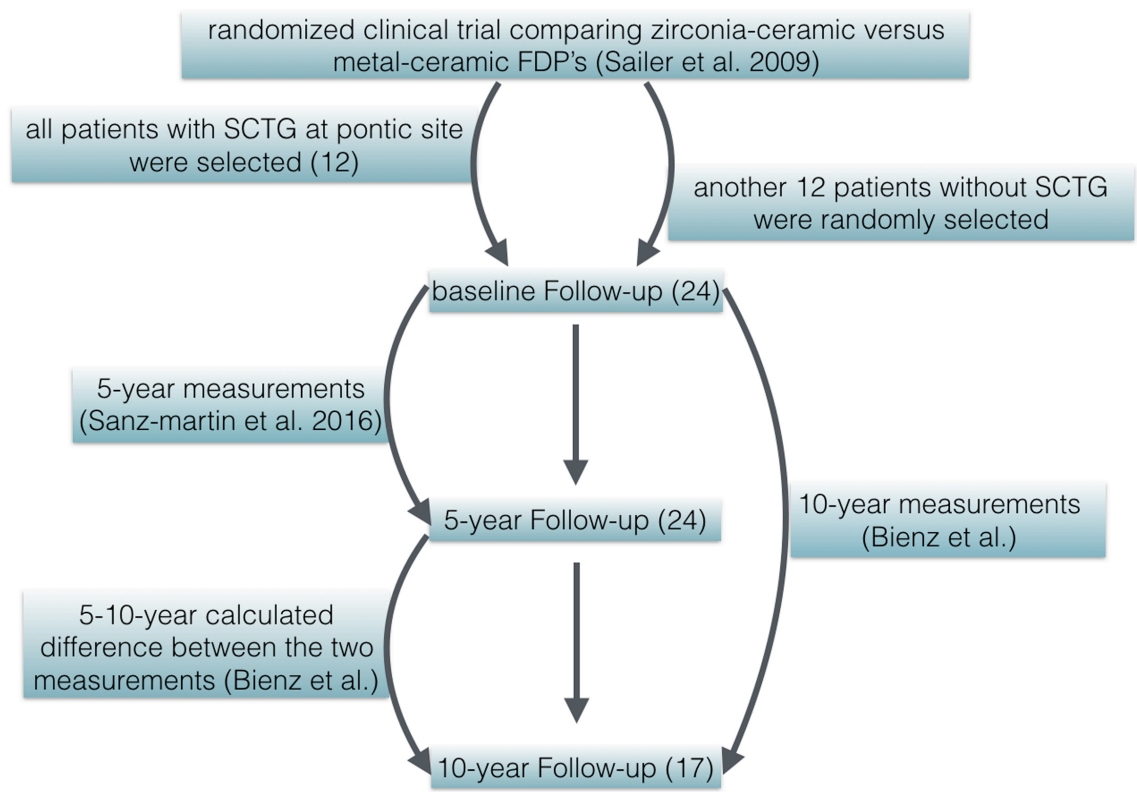 randomized clinical trial comparing zirconia-ceramic versus
metal-ceramic FDP's (Sailer et al. 2009)
all patients with SCTG at pontic site
were selected (12)
another 12 patients without SCTG
were randomly selected
baseline Follow-up (24)
5-year measurements
(Sanz-martin et al. 2016)
5-year Follow-up (24)
10-year measurements
(Bienz et al.)
5-10-year calculated
difference between the two
measurements (Bienz et al.)
10-year Follow-up (17)